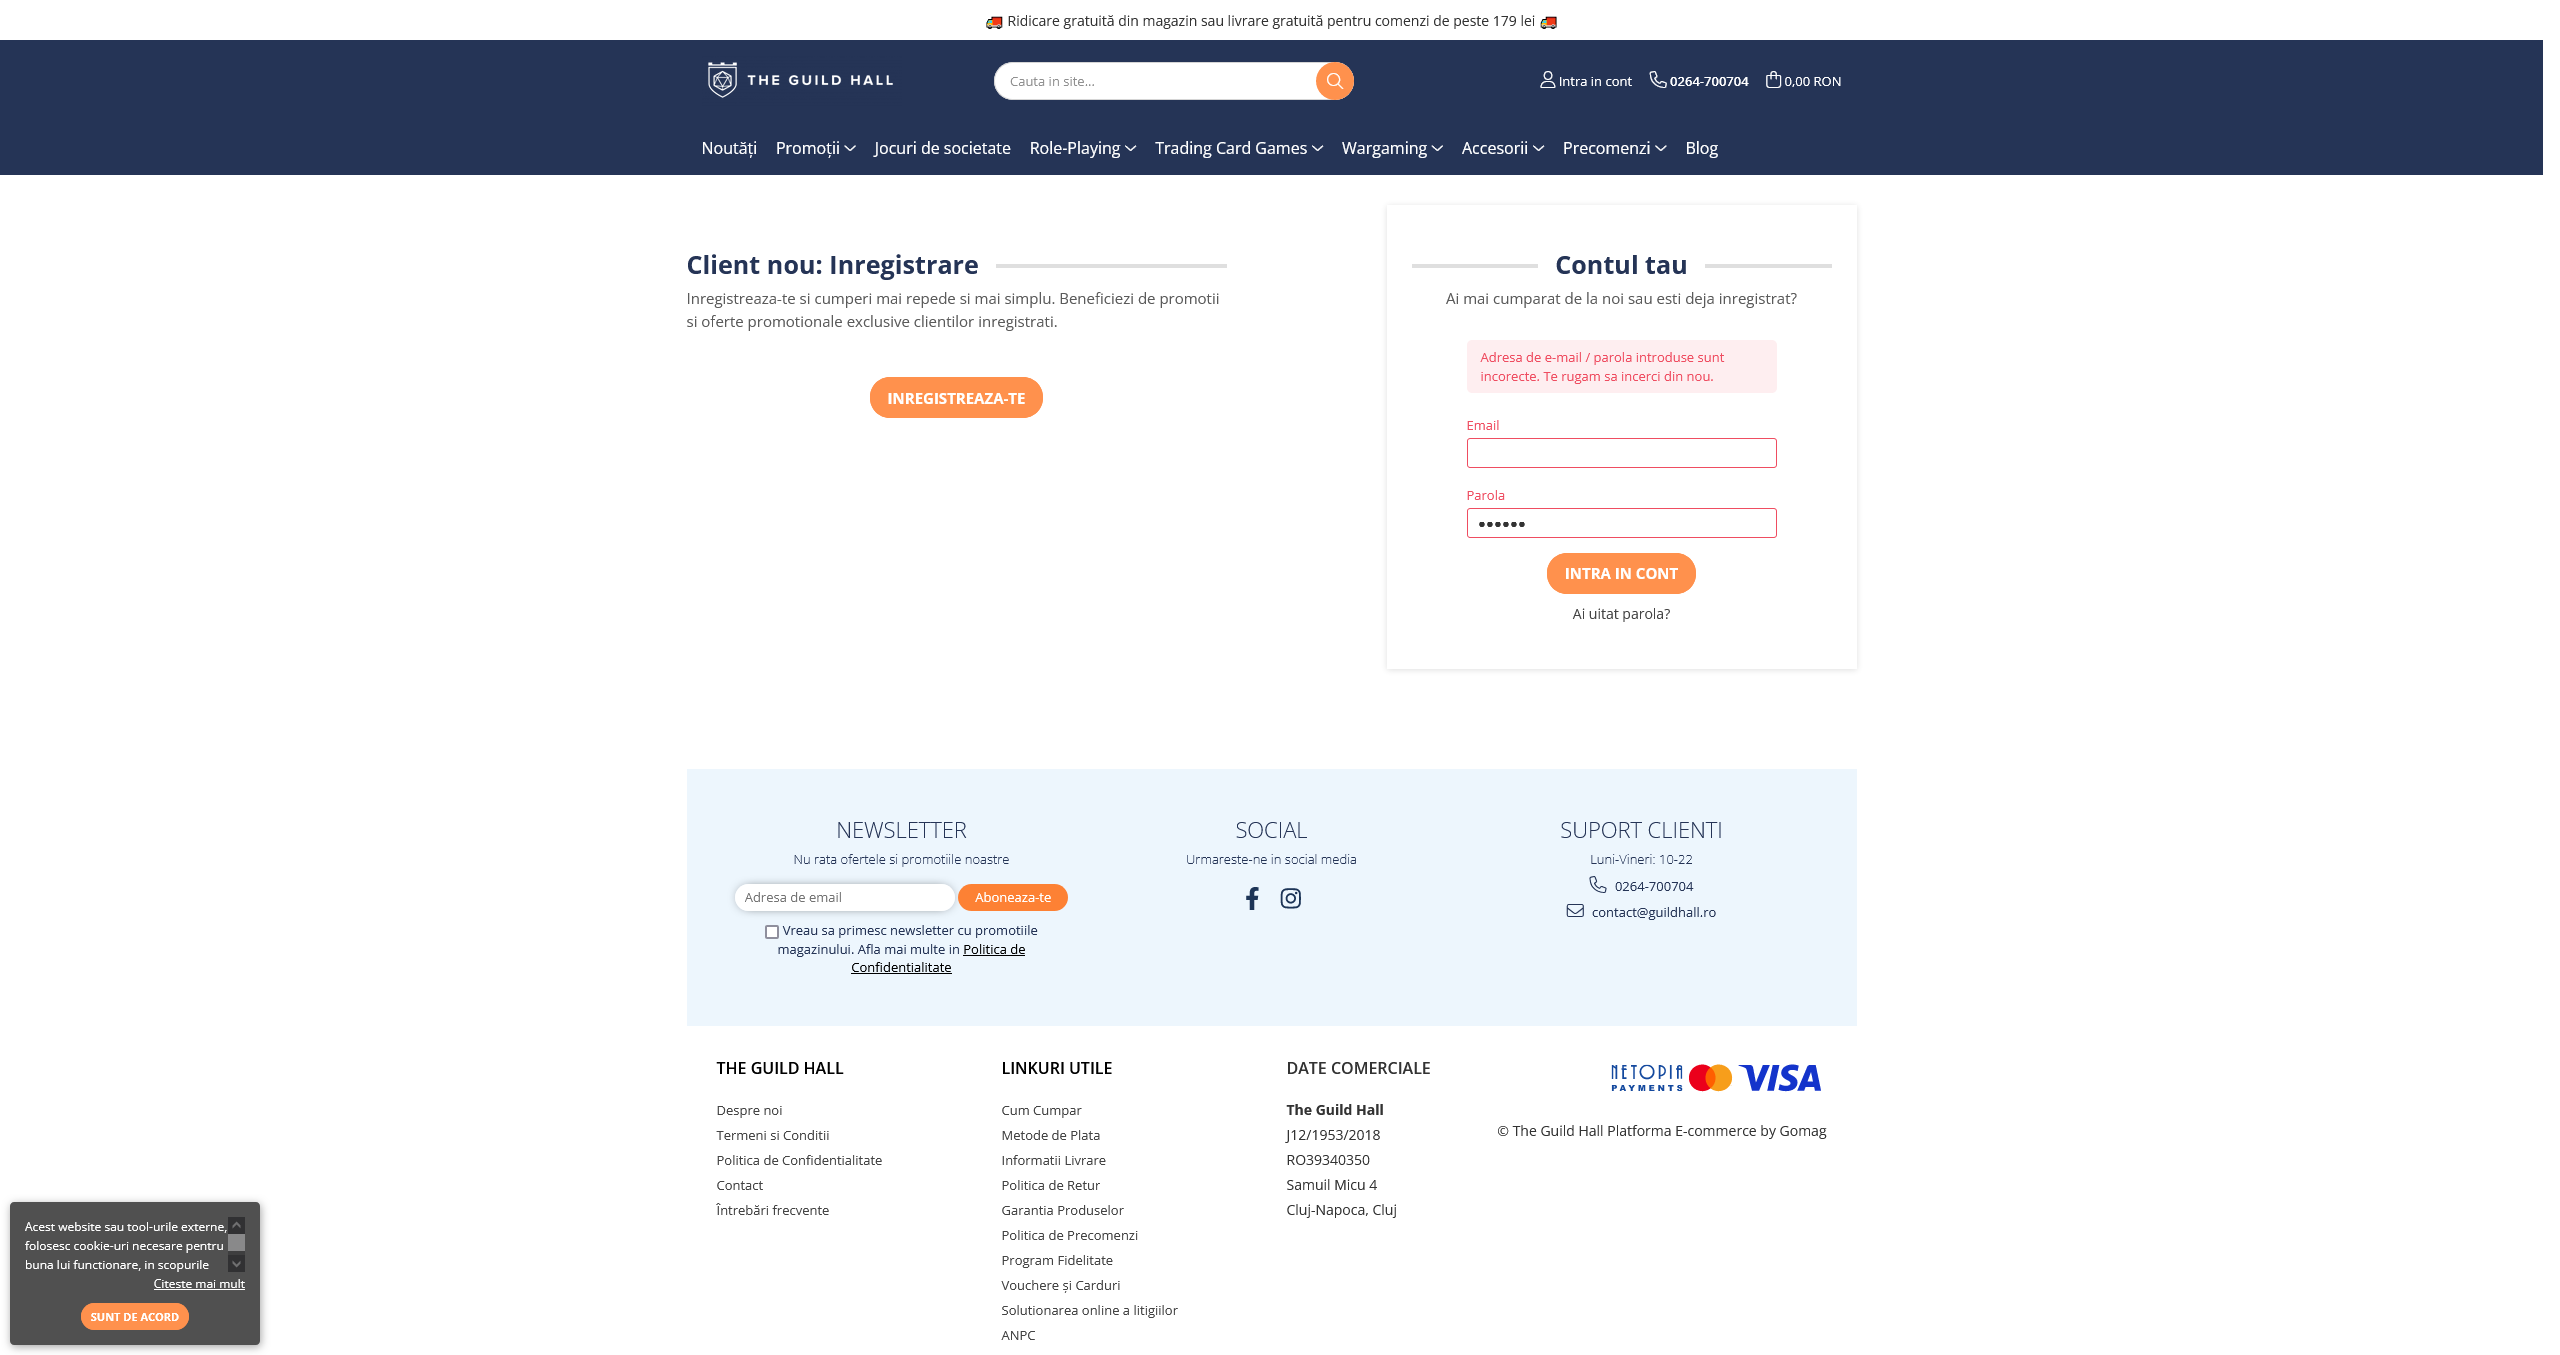 Ridicare gratuită din magazin sau livrare gratuită pentru comenzi de peste 179 lei
THE GUILD HALL
Cauta in site...
Intra in cont
0264-700704
0,00 RON
Noutăți
Promoții
Jocuri de societate
Role-Playing
Trading Card Games
Wargaming
Accesorii
Precomenzi
Blog
Client nou: Inregistrare
Inregistreaza-te si cumperi mai repede si mai simplu. Beneficiezi de promotii
si oferte promotionale exclusive clientilor inregistrati.
INREGISTREAZA-TE
Contul tau
Ai mai cumparat de la noi sau esti deja inregistrat?
Adresa de e-mail / parola introduse sunt
incorecte. Te rugam sa incerci din nou.
Email
Parola
••••••
INTRA IN CONT
Ai uitat parola?
NEWSLETTER
Nu rata ofertele si promotiile noastre
Adresa de email
Aboneaza-te
Vreau sa primesc newsletter cu promotiile
magazinului. Afla mai multe in Politica de
Confidentialitate
SOCIAL
Urmareste-ne in social media
SUPORT CLIENTI
Luni-Vineri: 10-22
0264-700704
contact@guildhall.ro
THE GUILD HALL
Despre noi
Termeni si Conditii
Politica de Confidentialitate
Contact
Întrebări frecvente
LINKURI UTILE
Cum Cumpar
Metode de Plata
Informatii Livrare
Politica de Retur
Garantia Produselor
Politica de Precomenzi
Program Fidelitate
Vouchere și Carduri
Solutionarea online a litigiilor
ANPC
DATE COMERCIALE
The Guild Hall
J12/1953/2018
RO39340350
Samuil Micu 4
Cluj-Napoca, Cluj
NETOPIA
PAYMENTS
VISA
© The Guild Hall Platforma E-commerce by Gomag
Acest website sau tool-urile externe,
folosesc cookie-uri necesare pentru
buna lui functionare, in scopurile
Citeste mai mult
SUNT DE ACORD